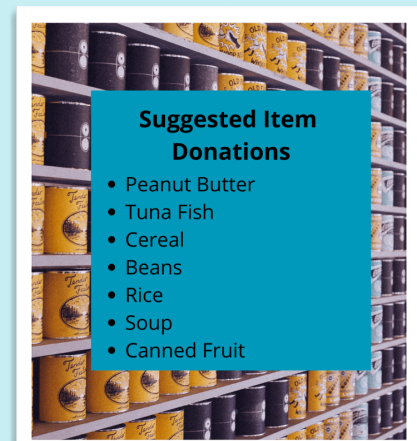 Suggested Item
Donations
• Peanut Butter
• Tuna Fish
• Cereal
• Beans
• Rice
• Soup
• Canned Fruit